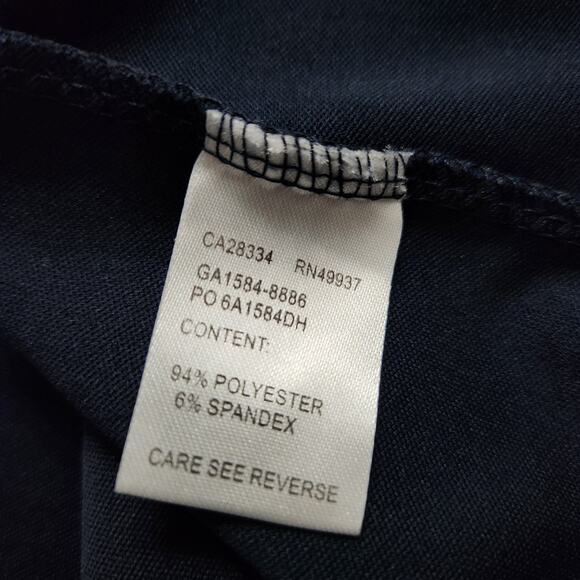 CA28334 RN49937
GA1584-8886
PO 6A1584DH
CONTENT:
94% POLYESTER
6% SPANDEX
CARE SEE REVERSE